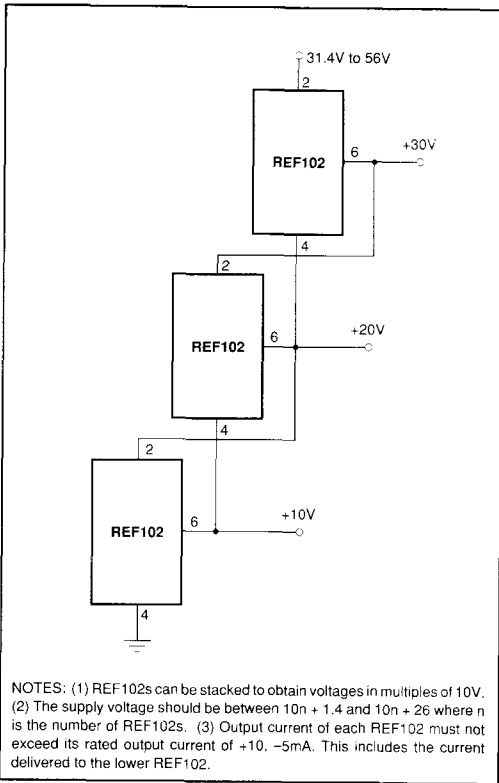 31.4V to 56V
2
REF102
6
+30V
4
2
REF102
6
+20V
4
2
REF102
6
+10V
4
NOTES: (1) REF102s can be stacked to obtain voltages in multiples of 10V.
(2) The supply voltage should be between 10n + 1.4 and 10n + 26 where n
is the number of REF102s. (3) Output current of each REF102 must not
exceed its rated output current of +10, –5mA. This includes the current
delivered to the lower REF102.